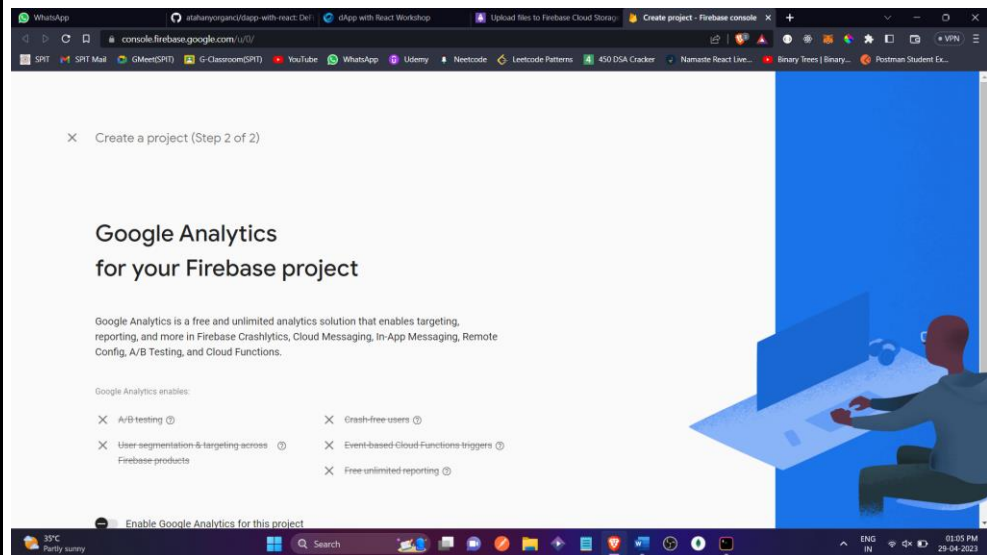 WhatsApp
atahanyorganci/dapp-with-react: DeFi
dApp with React Workshop
Upload files to Firebase Cloud Storage
Create project - Firebase console
console.firebase.google.com/u/0/
VPN
SPIT
SPIT Mail
GMeet(SPIT)
G-Classroom(SPIT)
YouTube
WhatsApp
Udemy
Neetcode
Leetcode Patterns
450 DSA Cracker
Namaste React Live...
Binary Trees | Binary...
Postman Student Ex...
Create a project (Step 2 of 2)
Google Analytics
for your Firebase project
Google Analytics is a free and unlimited analytics solution that enables targeting,
reporting, and more in Firebase Crashlytics, Cloud Messaging, In-App Messaging, Remote
Config, A/B Testing, and Cloud Functions.
Google Analytics enables:
A/B testing
Crash-free users
User segmentation & targeting across
Firebase products
Event-based Cloud Functions triggers
Free unlimited reporting
Enable Google Analytics for this project
35°C
Partly sunny
Search
ENG
IN
01:05 PM
29-04-2023